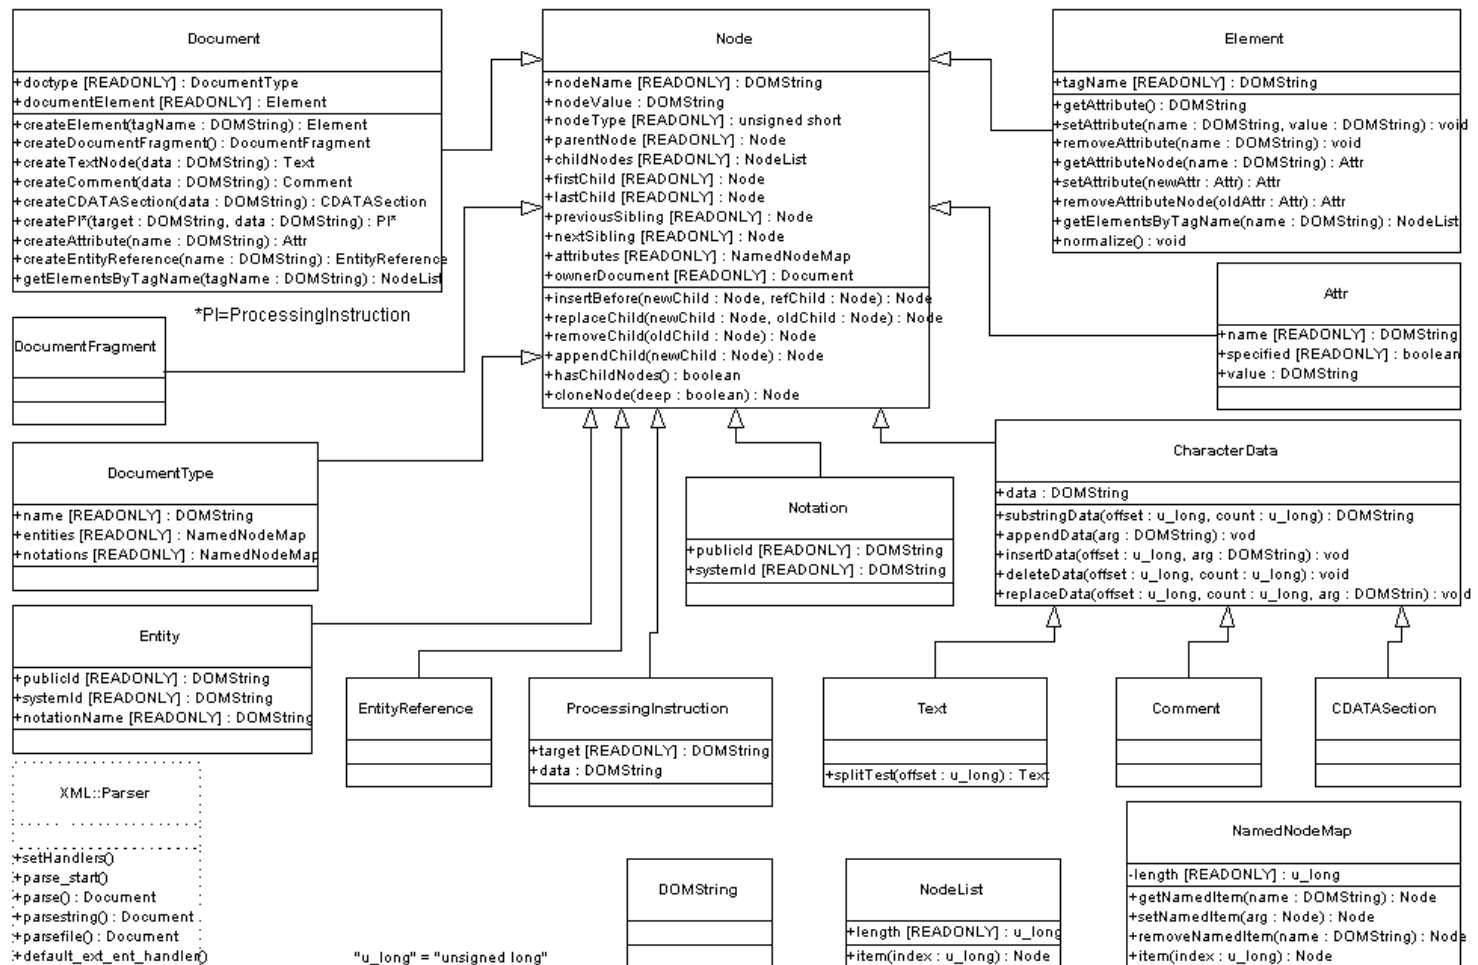 Document
+doctype [READONLY] : DocumentType
+documentElement [READONLY] : Element
+createElement(tagName : DOMString) : Element
+createDocumentFragment() : DocumentFragment
+createTextNode(data : DOMString) : Text
+createComment(data : DOMString) : Comment
+createCDATASection(data : DOMString) : CDATASection
+createPI*(target : DOMString, data : DOMString) : PI*
+createAttribute(name : DOMString) : Attr
+createEntityReference(name : DOMString) : EntityReference
+getElementsByTagName(tagName : DOMString) : NodeList
*PI=ProcessingInstruction
Node
+nodeName [READONLY] : DOMString
+nodeValue : DOMString
+nodeType [READONLY] : unsigned short
+parentNode [READONLY] : Node
+childNodes [READONLY] : NodeList
+firstChild [READONLY] : Node
+lastChild [READONLY] : Node
+previousSibling [READONLY] : Node
+nextSibling [READONLY] : Node
+attributes [READONLY] : NamedNodeMap
+ownerDocument [READONLY] : Document
+insertBefore(newChild : Node, refChild : Node) : Node
+replaceChild(newChild : Node, oldChild : Node) : Node
+removeChild(oldChild : Node) : Node
+appendChild(newChild : Node) : Node
+hasChildNodes() : boolean
+cloneNode(deep : boolean) : Node
Element
+tagName [READONLY] : DOMString
+getAttribute() : DOMString
+setAttribute(name : DOMString, value : DOMString) : void
+removeAttribute(name : DOMString) : void
+getAttributeNode(name : DOMString) : Attr
+setAttribute(newAttr : Attr) : Attr
+removeAttributeNode(oldAttr : Attr) : Attr
+getElementsByTagName(name : DOMString) : NodeList
+normalize() : void
Attr
+name [READONLY] : DOMString
+specified [READONLY] : boolean
+value : DOMString
DocumentFragment
DocumentType
+name [READONLY] : DOMString
+entities [READONLY] : NamedNodeMap
+notations [READONLY] : NamedNodeMap
Notation
+publicId [READONLY] : DOMString
+systemId [READONLY] : DOMString
CharacterData
+data : DOMString
+substringData(offset : u_long, count : u_long) : DOMString
+appendData(arg : DOMString) : vod
+insertData(offset : u_long, arg : DOMString) : vod
+deleteData(offset : u_long, count : u_long) : void
+replaceData(offset : u_long, count : u_long, arg : DOMStrin) : void
Entity
+publicId [READONLY] : DOMString
+systemId [READONLY] : DOMString
+notationName [READONLY] : DOMString
EntityReference
ProcessingInstruction
+target [READONLY] : DOMString
+data : DOMString
Text
+splitTest(offset : u_long) : Text
Comment
CDATASection
XML::Parser
+setHandlers()
+parse_start()
+parse() : Document
+parsestring() : Document
+parsefile() : Document
+default_ext_ent_handler()
"u_long" = "unsigned long"
DOMString
NodeList
+length [READONLY] : u_long
+item(index : u_long) : Node
NamedNodeMap
-length [READONLY] : u_long
+getNamedItem(name : DOMString) : Node
+setNamedItem(arg : Node) : Node
+removeNamedItem(name : DOMString) : Node
+item(index : u_long) : Node